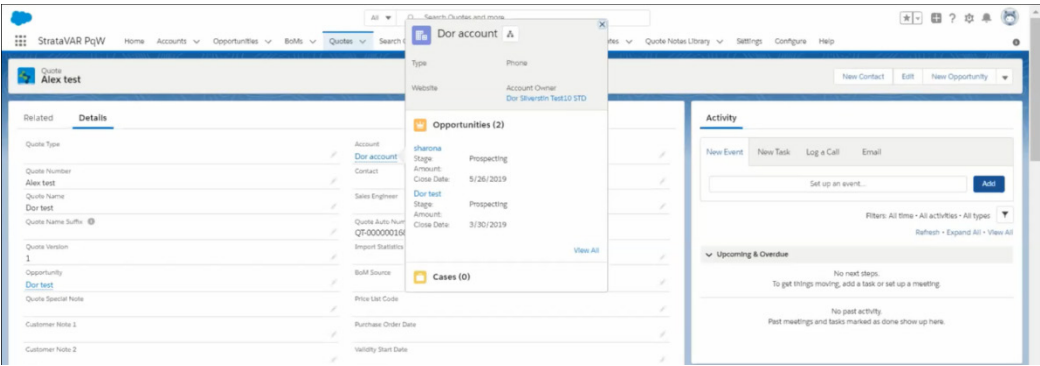 All Search Quotes and more
StrataVAR PqW Home Accounts Opportunities BoMs Quotes Search Quote Notes Library Settings Configure Help
Quote
Alex test
New Contact Edit New Opportunity
Related Details
Quote Type
Quote Number
Alex test
Quote Name
Dor test
Quote Name Suffix
Quote Version
1
Opportunity
Dor test
Quote Special Note
Customer Note 1
Customer Note 2
Account
Dor account
Contact
Sales Engineer
Quote Auto Num
QT-00000016
Import Statistics
BoM Source
Price List Code
Purchase Order Date
Validity Start Date
Dor account
Type Phone
Website Account Owner
Dor Silverstin Test10 STD
Opportunities (2)
sharona
Stage: Prospecting
Amount:
Close Date: 5/26/2019
Dor test
Stage: Prospecting
Amount:
Close Date: 3/30/2019
View All
Cases (0)
Activity
New Event New Task Log a Call Email
Set up an event... Add
Filters: All time • All activities • All types
Refresh • Expand All • View All
Upcoming & Overdue
No next steps.
To get things moving, add a task or set up a meeting.
No past activity.
Past meetings and tasks marked as done show up here.